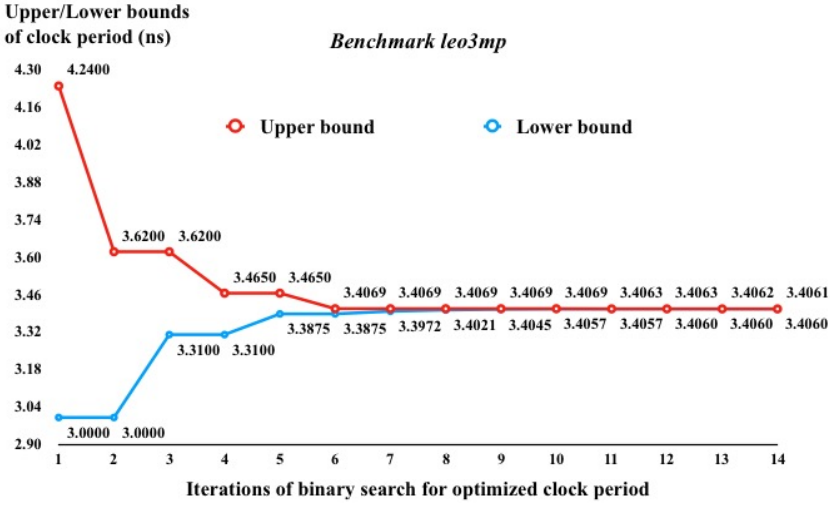 Upper/Lower bounds
of clock period (ns)
Benchmark leo3mp
4.30
4.16
4.02
3.88
3.74
3.60
3.46
3.32
3.18
3.04
2.90
Upper bound
Lower bound
4.2400
3.6200 3.6200
3.4650 3.4650
3.4069 3.4069 3.4069 3.4069 3.4069 3.4063 3.4063 3.4062 3.4061
3.3875 3.3875 3.3972 3.4021 3.4045 3.4057 3.4057 3.4060 3.4060 3.4060
3.3100 3.3100
3.0000 3.0000
1 2 3 4 5 6 7 8 9 10 11 12 13 14
Iterations of binary search for optimized clock period